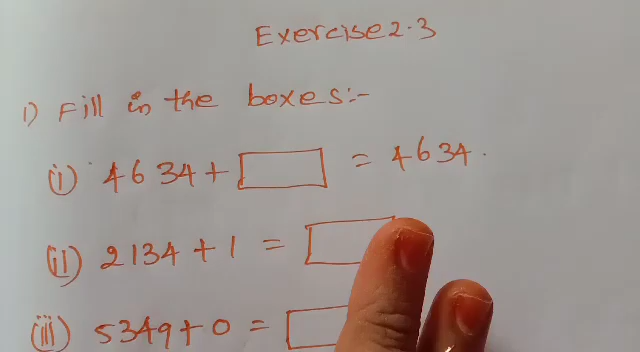 Exercise 2.3
1) Fill in the boxes:-
(i) 4634 + = 4634.
(ii) 2134 + 1 =
(iii) 5349 + 0 =